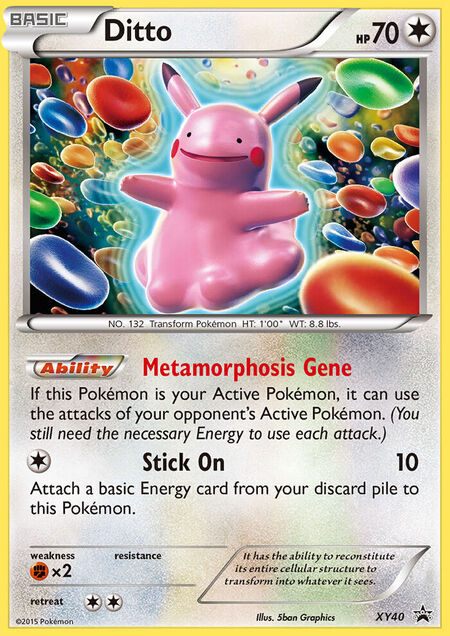 BASIC Ditto HP70
NO. 132 Transform Pokémon HT: 1'00" WT: 8.8 lbs.
Ability Metamorphosis Gene
If this Pokémon is your Active Pokémon, it can use
the attacks of your opponent's Active Pokémon. (You
still need the necessary Energy to use each attack.)
Stick On 10
Attach a basic Energy card from your discard pile to
this Pokémon.
weakness resistance
×2
retreat
It has the ability to reconstitute
its entire cellular structure to
transform into whatever it sees.
©2015 Pokémon Illus. 5ban Graphics XY40